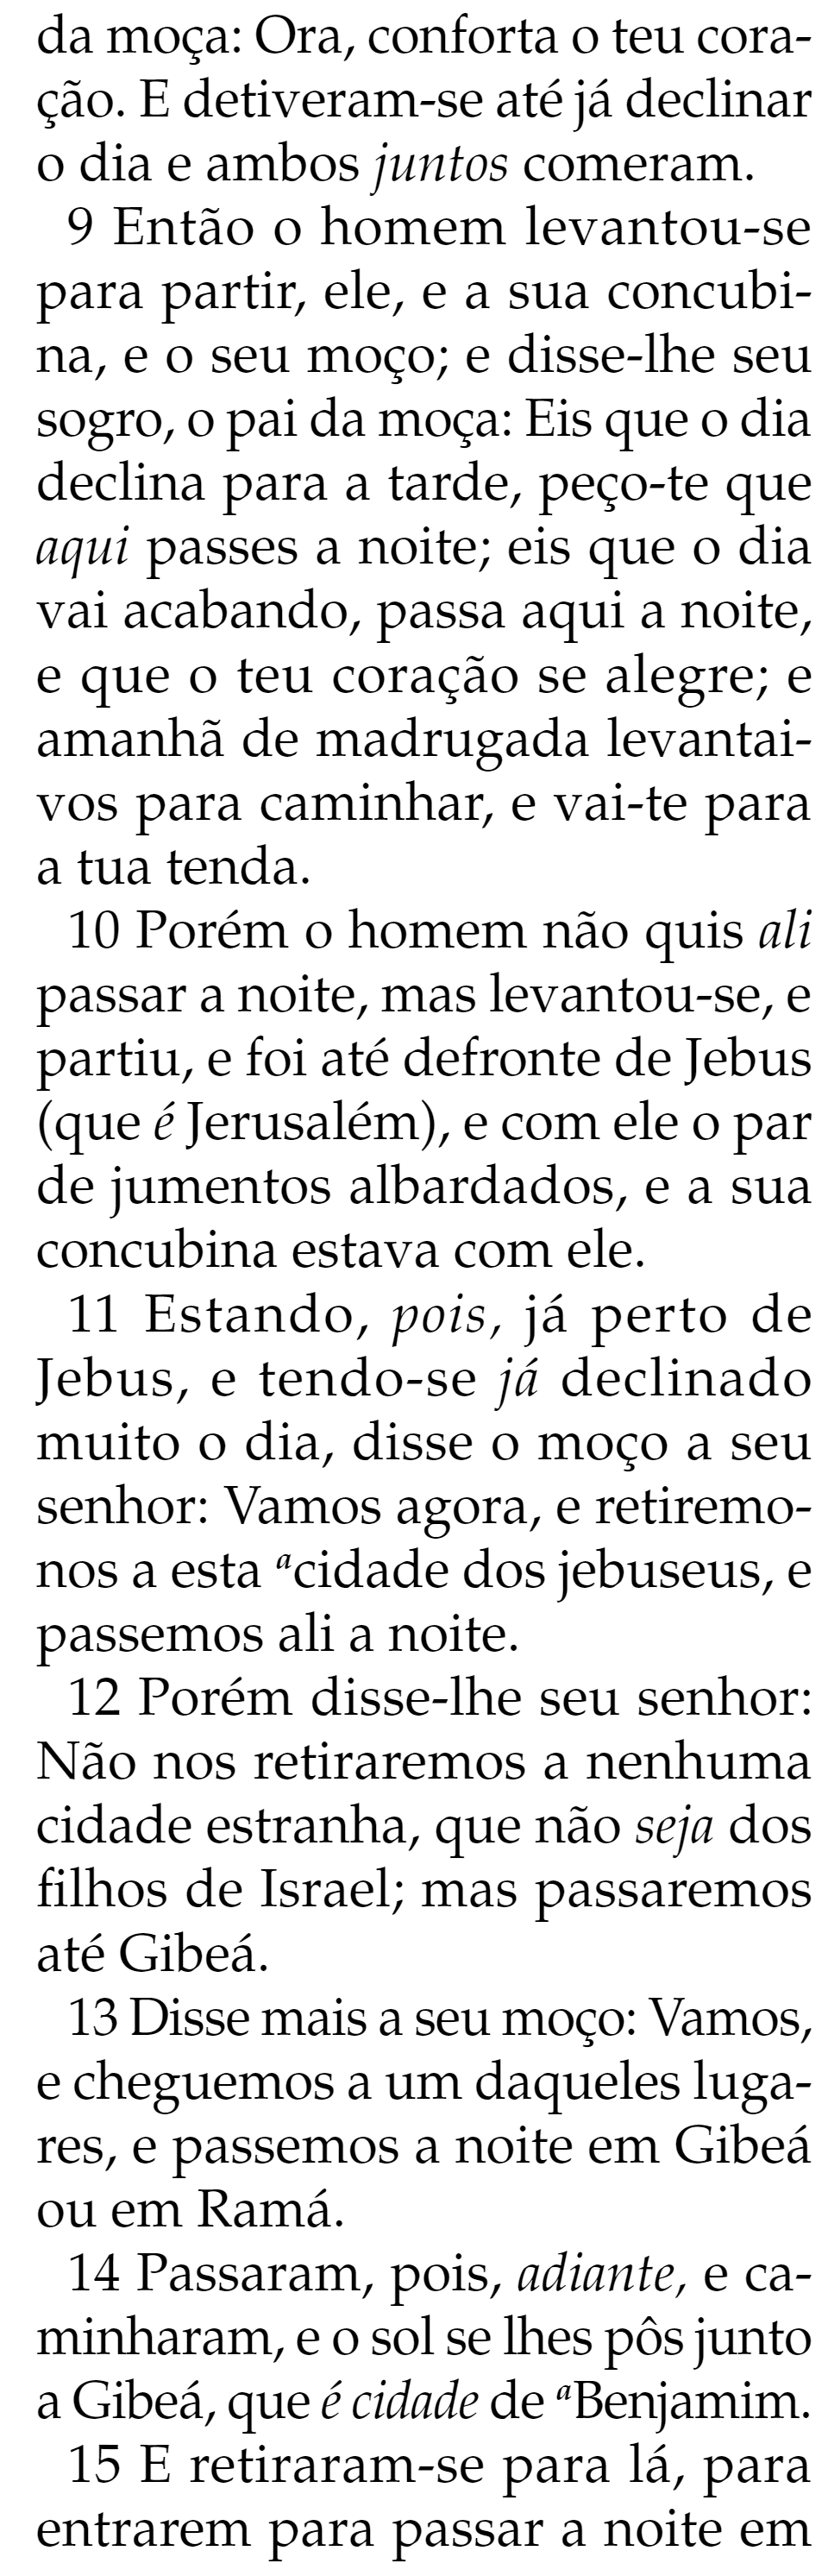 da moça: Ora, conforta o teu cora-
ção. E detiveram-se até já declinar
o dia e ambos juntos comeram.
9 Então o homem levantou-se
para partir, ele, e a sua concubi-
na, e o seu moço; e disse-lhe seu
sogro, o pai da moça: Eis que o dia
declina para a tarde, peço-te que
aqui passes a noite; eis que o dia
vai acabando, passa aqui a noite,
e que o teu coração se alegre; e
amanhã de madrugada levantai-
vos para caminhar, e vai-te para
a tua tenda.
10 Porém o homem não quis ali
passar a noite, mas levantou-se, e
partiu, e foi até defronte de Jebus
(que é Jerusalém), e com ele o par
de jumentos albardados, e a sua
concubina estava com ele.
11 Estando, pois, já perto de
Jebus, e tendo-se já declinado
muito o dia, disse o moço a seu
senhor: Vamos agora, e retiremo-
nos a esta ᵃcidade dos jebuseus, e
passemos ali a noite.
12 Porém disse-lhe seu senhor:
Não nos retiraremos a nenhuma
cidade estranha, que não seja dos
filhos de Israel; mas passaremos
até Gibeá.
13 Disse mais a seu moço: Vamos,
e cheguemos a um daqueles luga-
res, e passemos a noite em Gibeá
ou em Ramá.
14 Passaram, pois, adiante, e ca-
minharam, e o sol se lhes pôs junto
a Gibeá, que é cidade de ᵃBenjamim.
15 E retiraram-se para lá, para
entrarem para passar a noite em